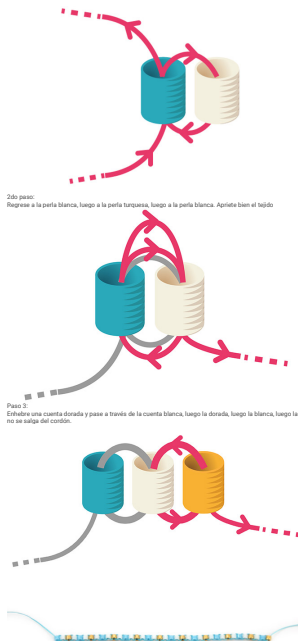 2do paso:
Regrese a la perla blanca, luego a la perla turquesa, luego a la perla blanca. Apriete bien el tejido
Paso 3:
Enhebre una cuenta dorada y pase a través de la cuenta blanca, luego la dorada, luego la blanca, luego la
no se salga del cordón.